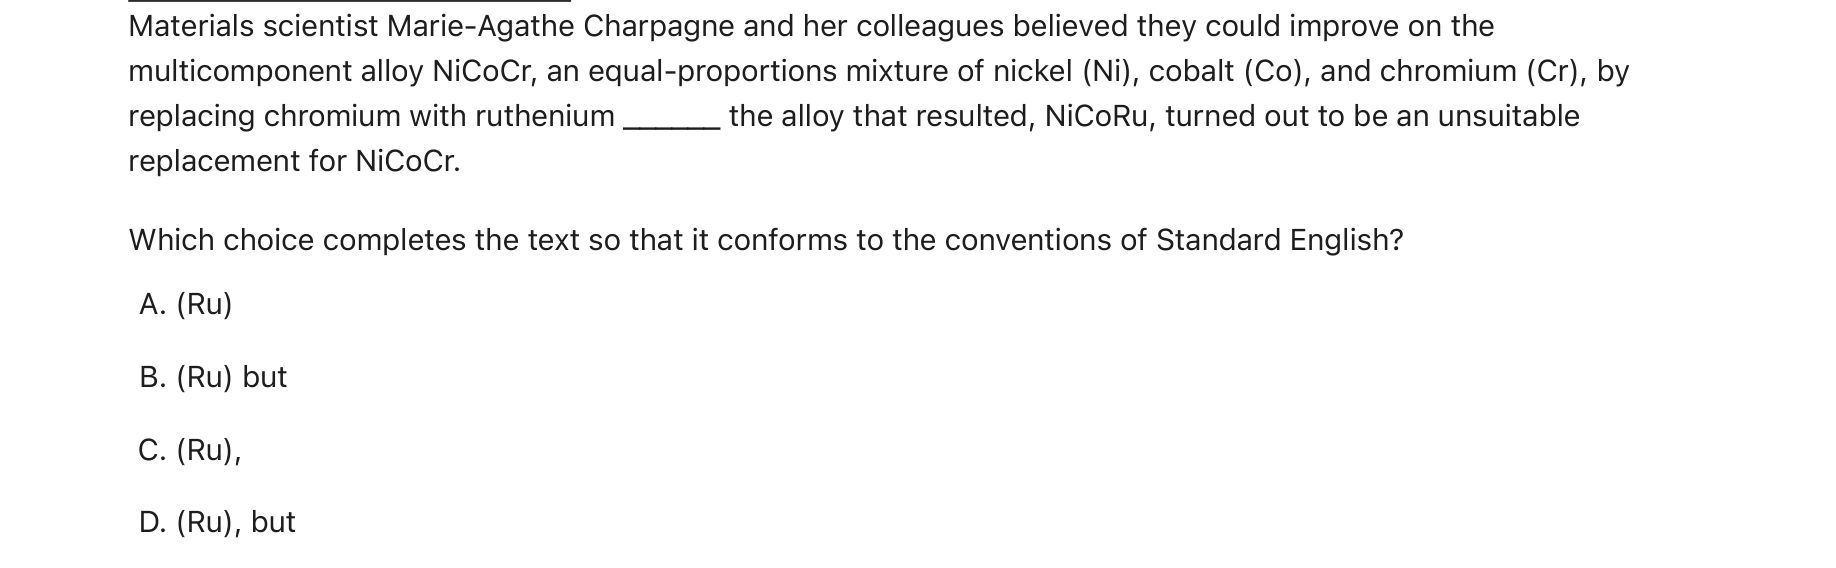 Materials scientist Marie-Agathe Charpagne and her colleagues believed they could improve on the
multicomponent alloy NiCoCr, an equal-proportions mixture of nickel (Ni), cobalt (Co), and chromium (Cr), by
replacing chromium with ruthenium ______ the alloy that resulted, NiCoRu, turned out to be an unsuitable
replacement for NiCoCr.
Which choice completes the text so that it conforms to the conventions of Standard English?
A. (Ru)
B. (Ru) but
C. (Ru),
D. (Ru), but